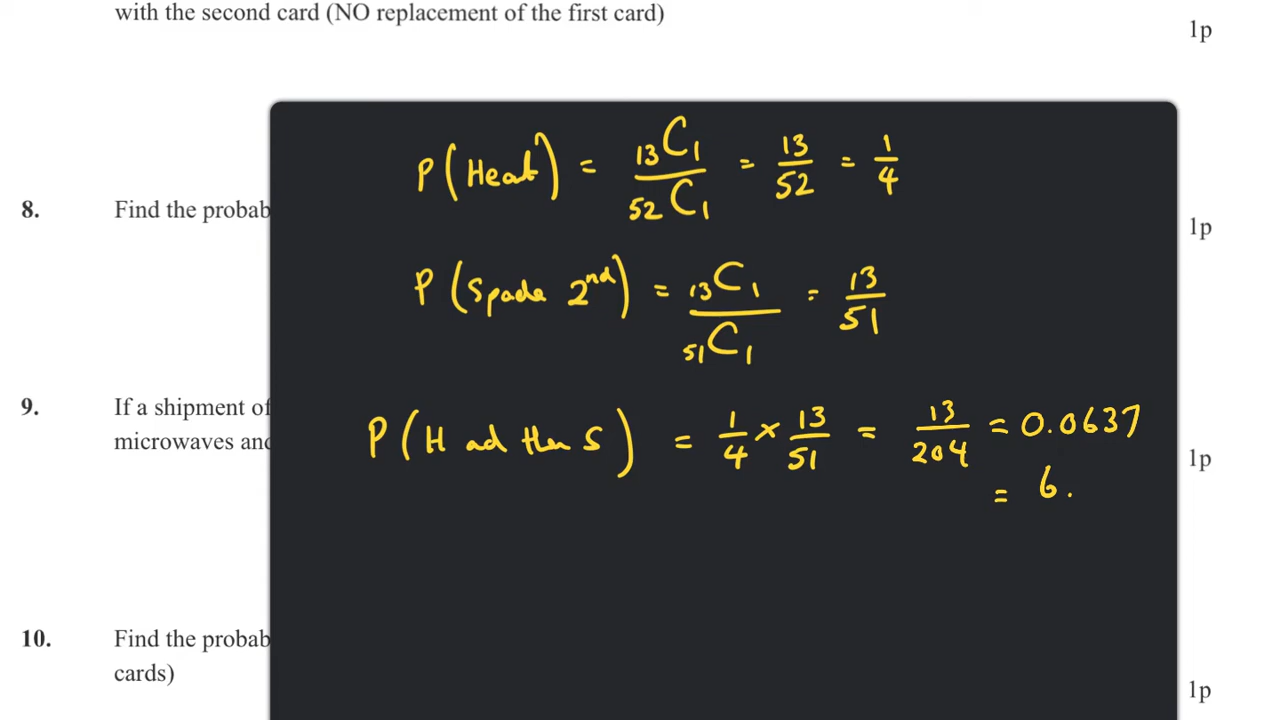 with the second card (NO replacement of the first card)
1p
P(Heat) = 13C1 / 52C1 = 13/52 = 1/4
8. Find the probab
1p
P(Spade 2nd) = 13C1 / 51C1 = 13/51
9. If a shipment of
microwaves and
P(H ad then S) = 1/4 × 13/51 = 13/204 = 0.0637
1p
= 6.
10. Find the probab
cards)
1p